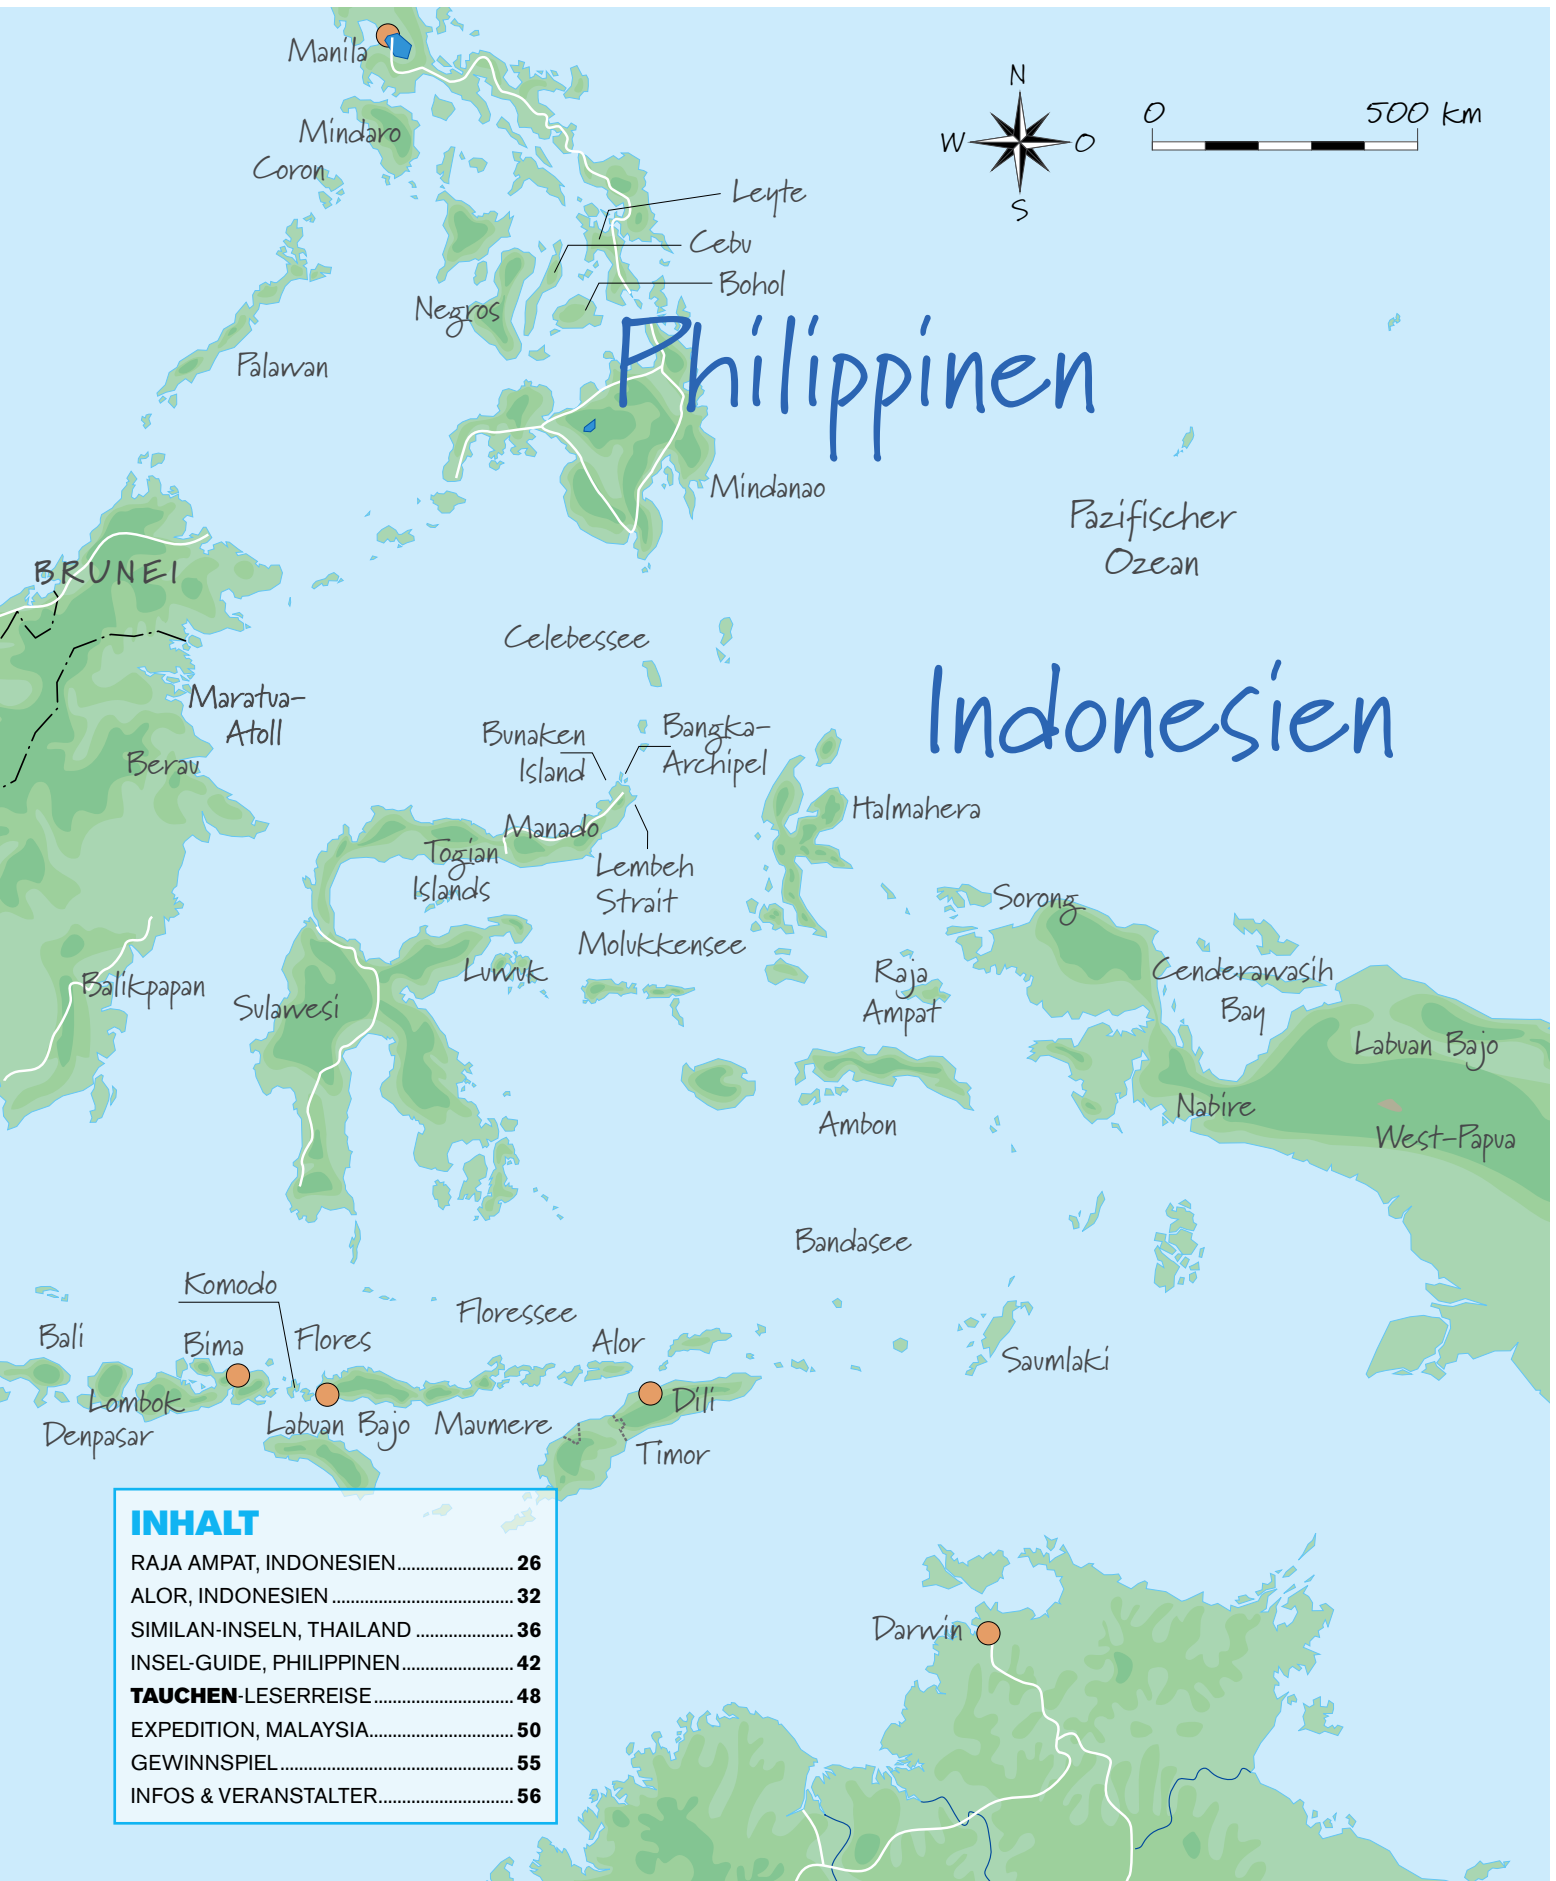 Manila
N
0 500 km
Mindaro
W O
Coron
Leyte
S
Cebu
Bohol
Negros
Philippinen
Palawan
Mindanao
Pazifischer
Ozean
BRUNEI
Celebessee
Maratua-
Atoll
Indonesien
Bunaken
Island
Bangka-
Archipel
Berau
Halmahera
Manado
Togian
Islands
Lembeh
Strait
Sorong
Molukkensee
Luwuk
Raja
Ampat
Cenderawasih
Bay
Balikpapan
Sulawesi
Labuan Bajo
Nabire
Ambon
West-Papua
Bandasee
Komodo
Floressee
Bali
Bima
Flores
Alor
Saumlaki
Lombok
Dili
Denpasar
Labuan Bajo
Maumere
Timor
INHALT
RAJA AMPAT, INDONESIEN........................ 26
ALOR, INDONESIEN ...................................... 32
SIMILAN-INSELN, THAILAND .................... 36
INSEL-GUIDE, PHILIPPINEN....................... 42
TAUCHEN-LESERREISE............................. 48
EXPEDITION, MALAYSIA.............................. 50
GEWINNSPIEL................................................. 55
INFOS & VERANSTALTER............................ 56
Darwin